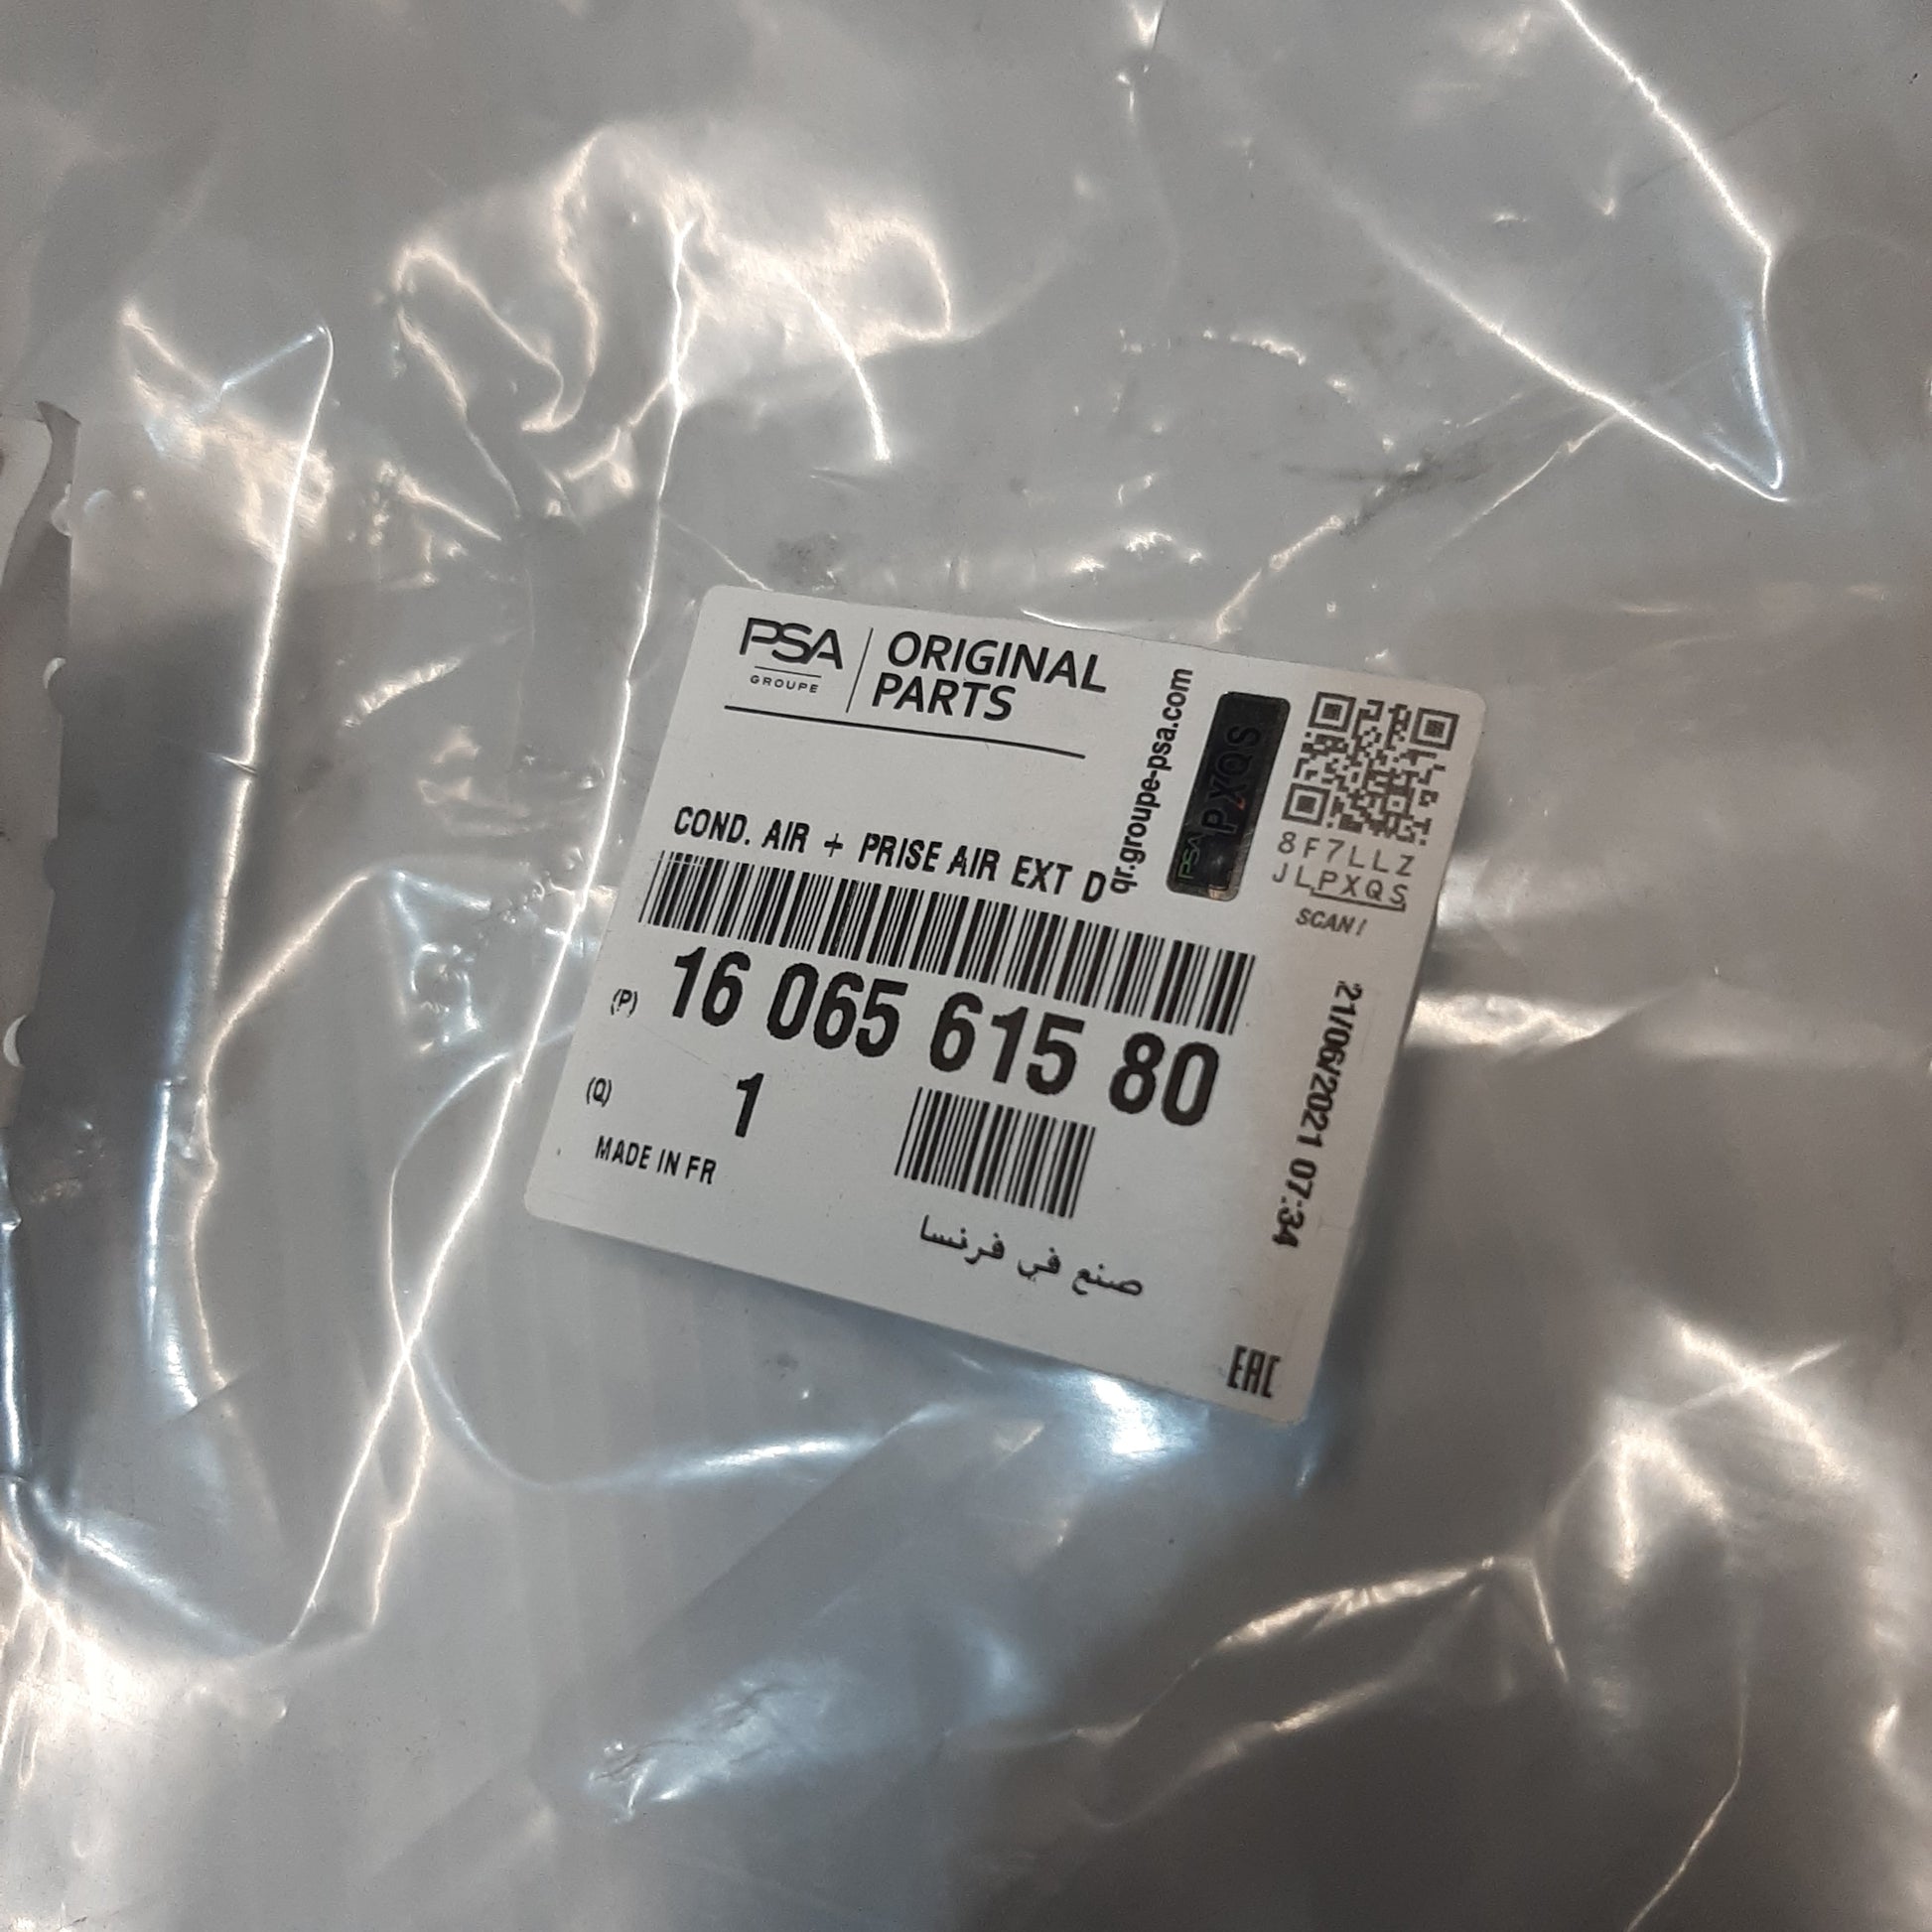 PSA
GROUPE
ORIGINAL
PARTS
qr.groupe-psa.com
PSA PXQS
8F7LLZ
JLPXQS
SCAN!
COND. AIR + PRISE AIR EXT D
(P) 16 065 615 80
(Q) 1
MADE IN FR
صنع في فرنسا
21/06/2021 07:34
EAC